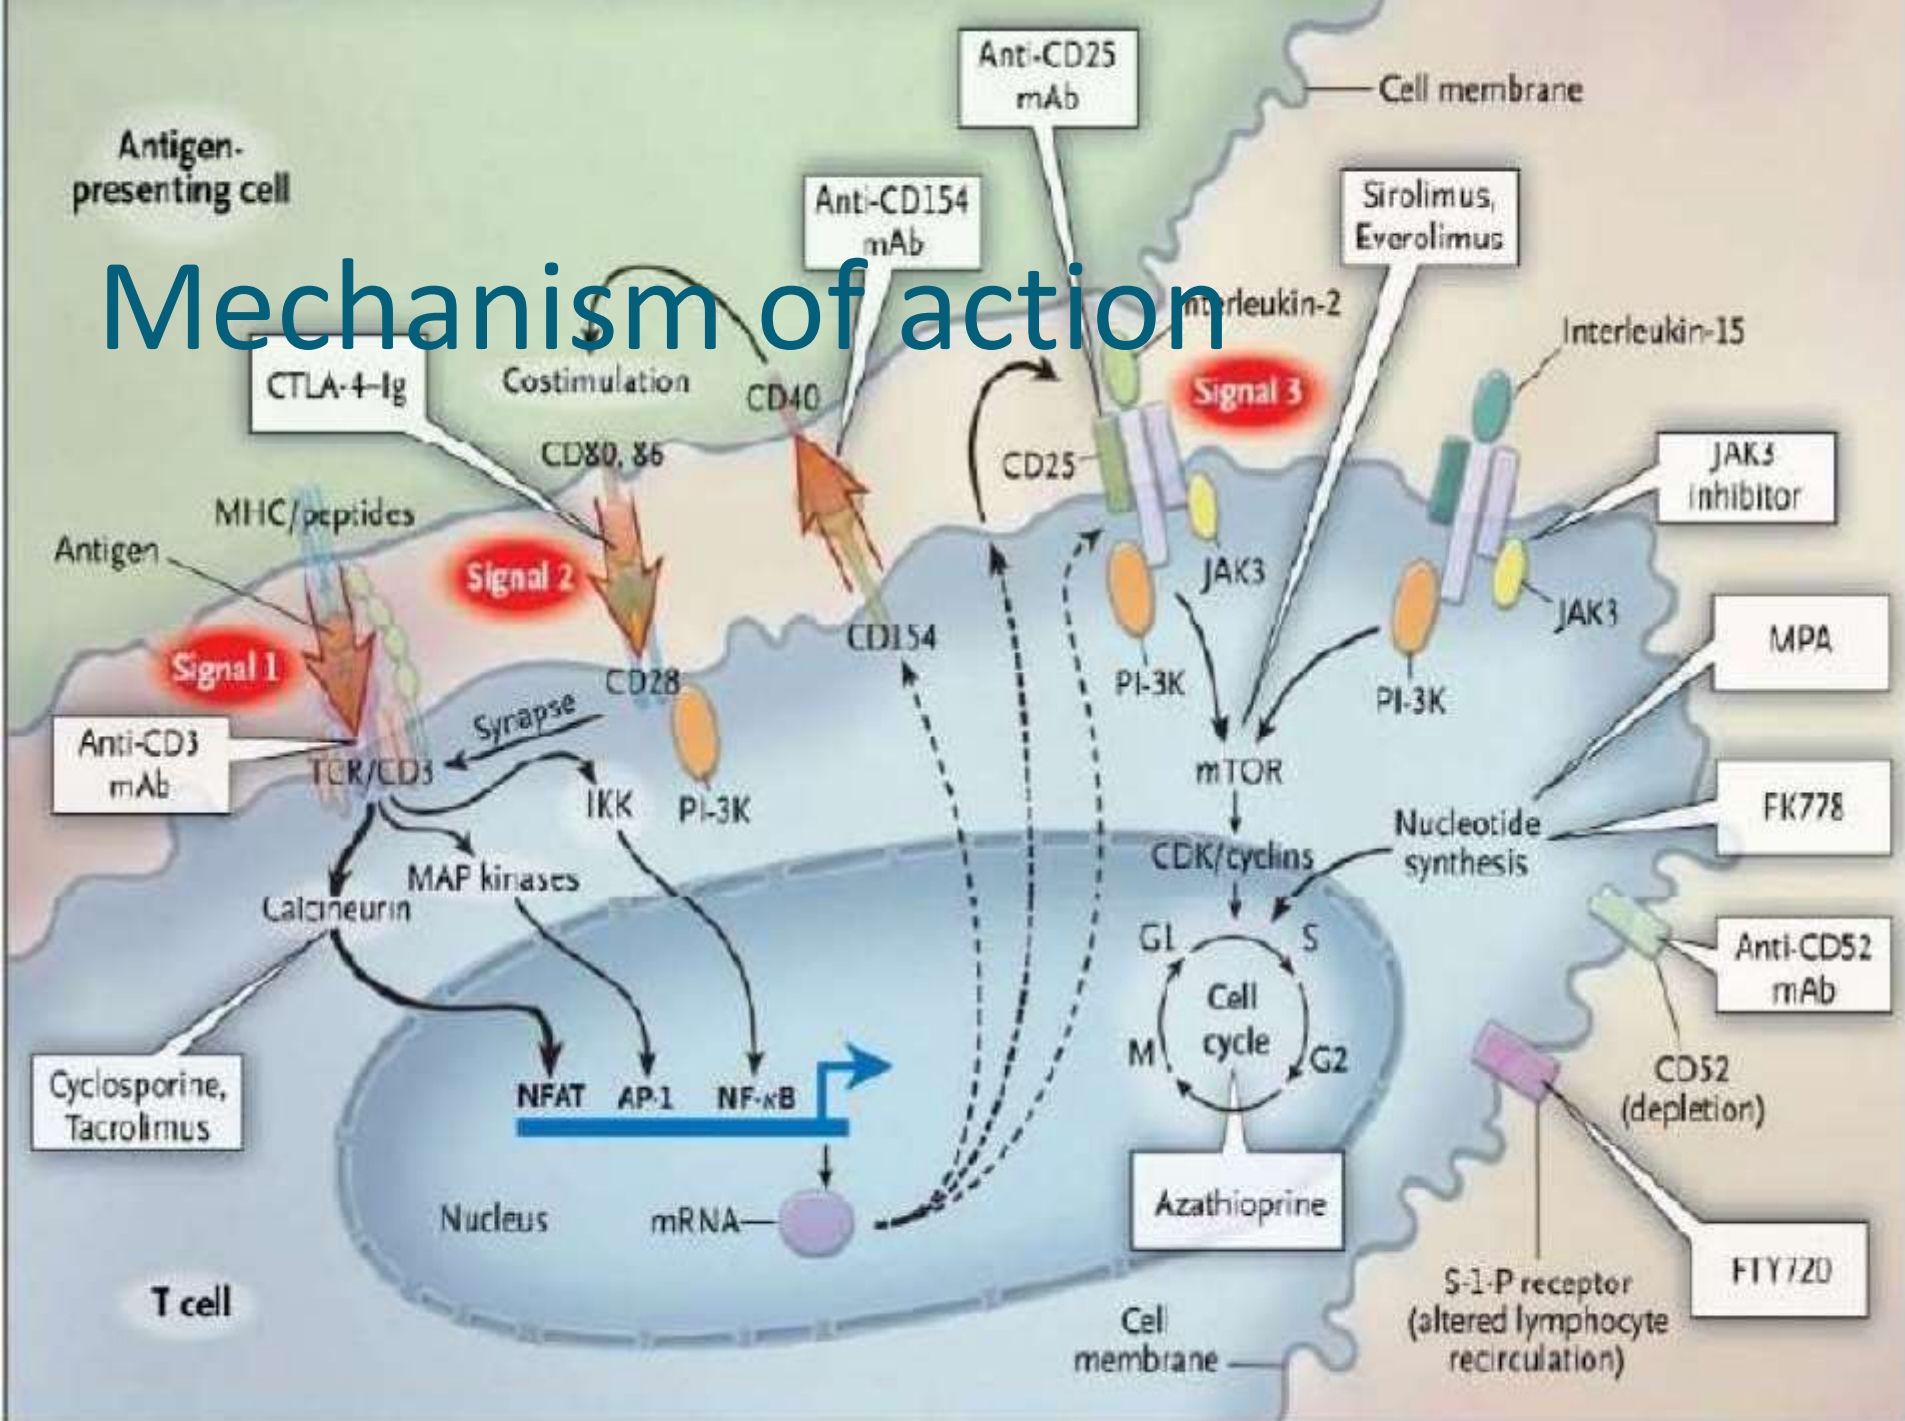 Anti-CD25
mAb
Cell membrane
Antigen-
presenting cell
Anti-CD154
mAb
Sirolimus,
Everolimus
Mechanism of action
Interleukin-2
Interleukin-15
CTLA-4-Ig
Costimulation
CD40
Signal 3
CD80, 86
CD25
JAK3
inhibitor
MHC/peptides
Antigen
Signal 2
JAK3
JAK3
Signal 1
CD154
MPA
CD28
PI-3K
PI-3K
Synapse
Anti-CD3
mAb
TCR/CD3
IKK
PI-3K
mTOR
FK778
Nucleotide
synthesis
CDK/cyclins
MAP kinases
Calcineurin
G1
S
Cell
cycle
M
G2
Anti-CD52
mAb
CD52
(depletion)
Cyclosporine,
Tacrolimus
NFAT
AP-1
NF-κB
Azathioprine
Nucleus
mRNA
T cell
FTY720
S-1-P receptor
(altered lymphocyte
recirculation)
Cell
membrane